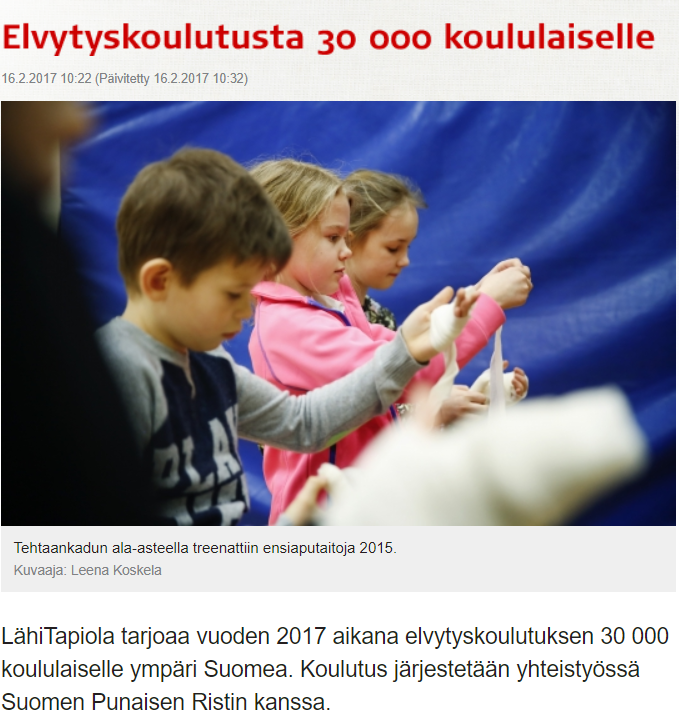 Elvytyskoulutusta 30 000 koululaiselle
16.2.2017 10:22 (Päivitetty 16.2.2017 10:32)
PLA
Tehtaankadun ala-asteella treenattiin ensiaputaitoja 2015.
Kuvaaja: Leena Koskela
LähiTapiola tarjoaa vuoden 2017 aikana elvytyskoulutuksen 30 000
koululaiselle ympäri Suomea. Koulutus järjestetään yhteistyössä
Suomen Punaisen Ristin kanssa.